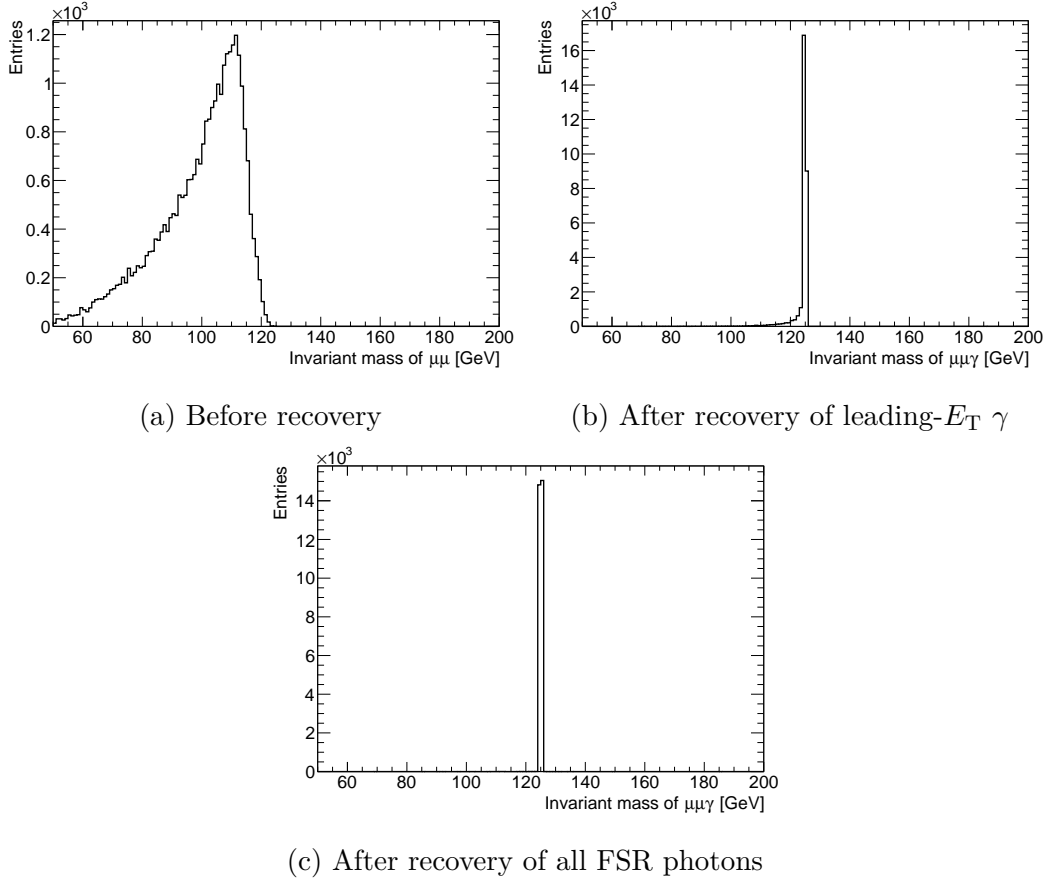 ×10³
Entries
1.2
1
0.8
0.6
0.4
0.2
0
60 80 100 120 140 160 180 200
Invariant mass of μμ [GeV]
(a) Before recovery
×10³
Entries
16
14
12
10
8
6
4
2
0
60 80 100 120 140 160 180 200
Invariant mass of μμγ [GeV]
(b) After recovery of leading-E_T γ
×10³
Entries
14
12
10
8
6
4
2
0
60 80 100 120 140 160 180 200
Invariant mass of μμγ [GeV]
(c) After recovery of all FSR photons